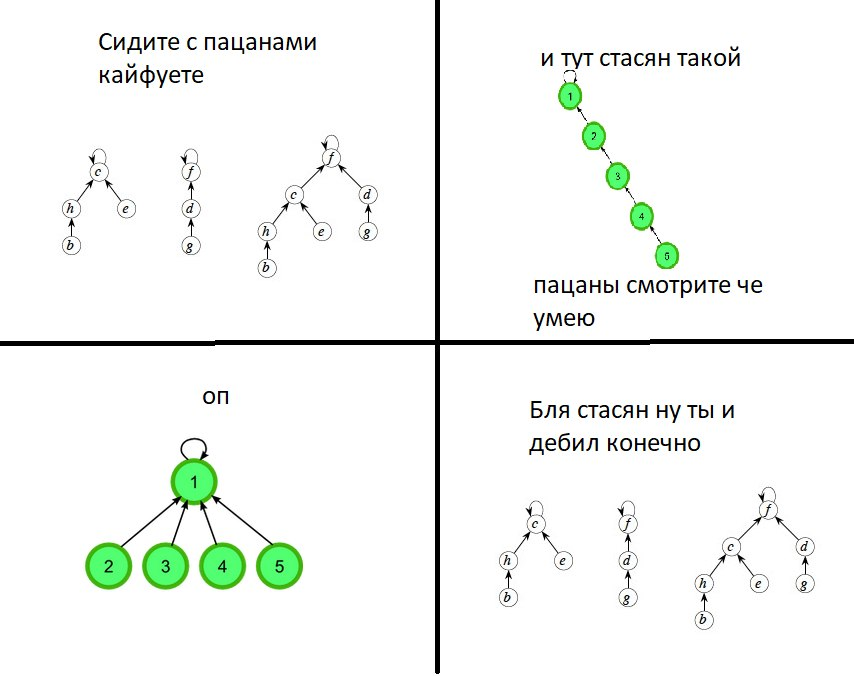 Сидите с пацанами
кайфуете
c
h
e
b
f
d
g
f
c
d
h
e
g
b
и тут стасян такой
1
2
3
4
5
пацаны смотрите че
умею
оп
1
2
3
4
5
Бля стасян ну ты и
дебил конечно
c
h
e
b
f
d
g
f
c
d
h
e
g
b